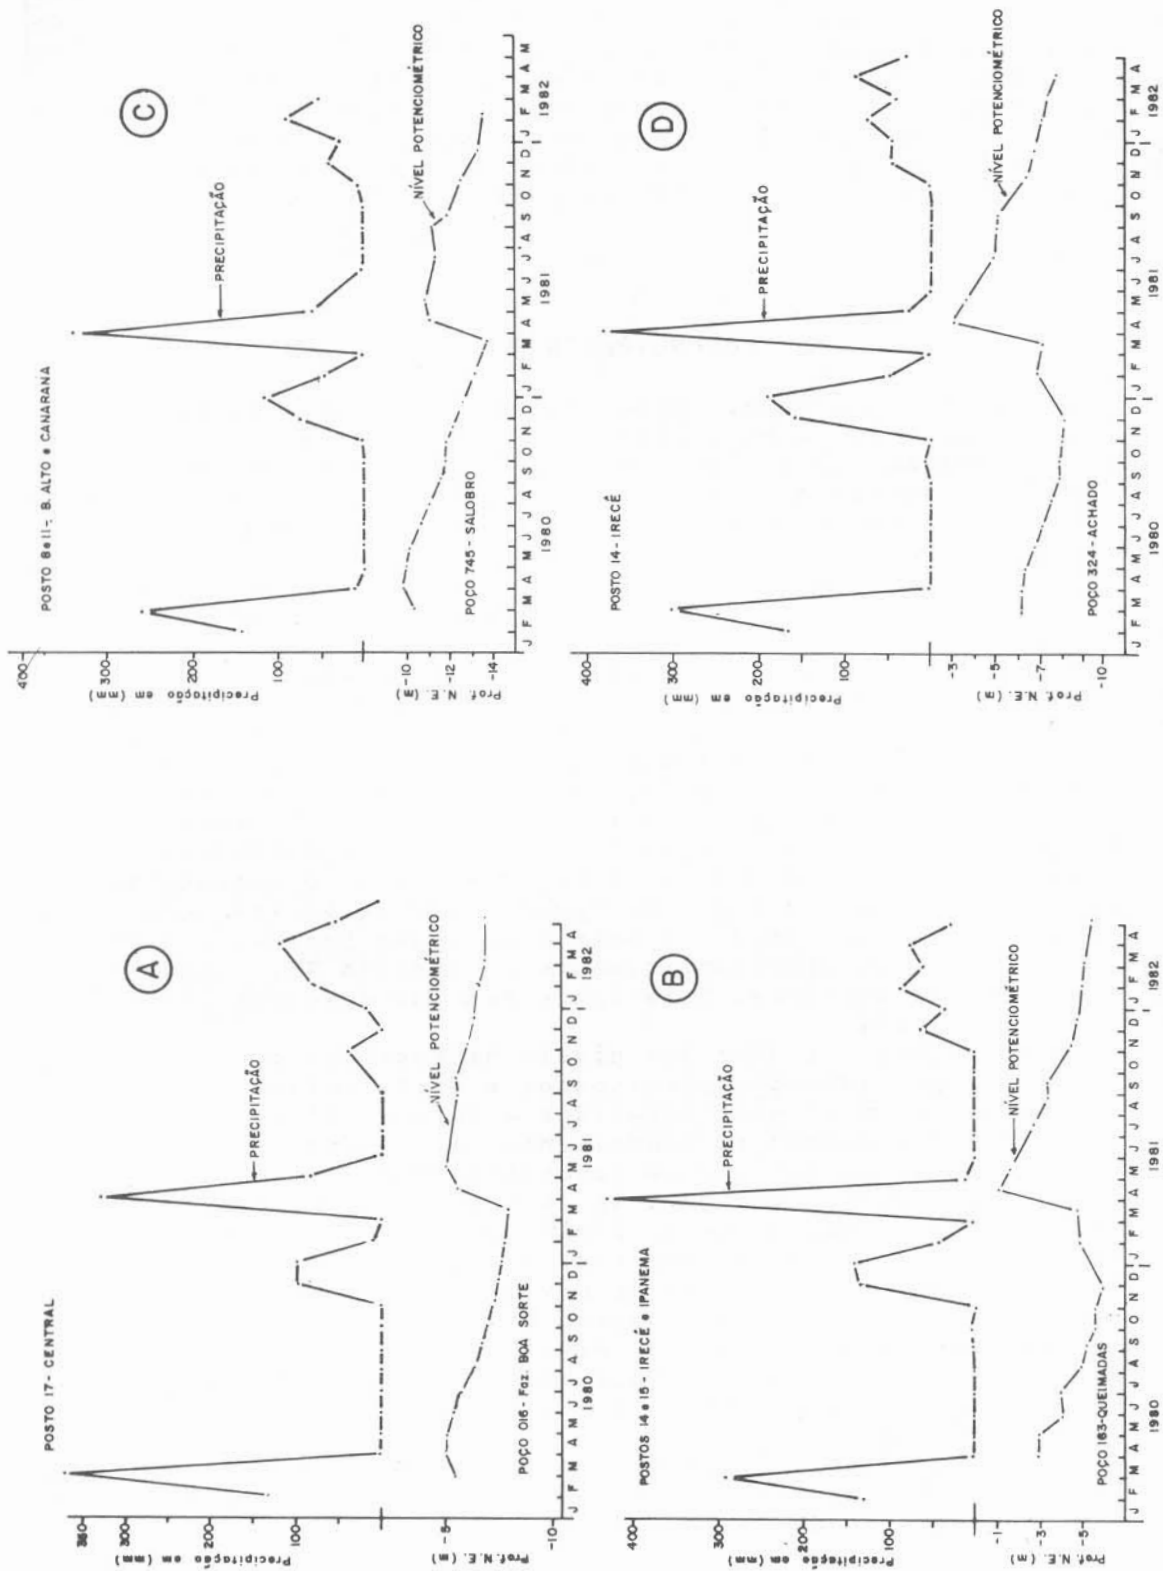 A
POSTO 17- CENTRAL
350
300
200
100
Precipitação em (mm)
PRECIPITAÇÃO
NÍVEL POTENCIOMÉTRICO
-5
-10
Prof. N.E. (m)
POÇO 016 - Faz. BOA SORTE
J F M A M J J A S O N D J F M A M J J A S O N D J F M A
1980 1981 1982
B
POSTOS 14 e 15 - IRECÊ e IPANEMA
400
300
200
100
Precipitação em (mm)
PRECIPITAÇÃO
NÍVEL POTENCIOMÉTRICO
-1
-3
-5
Prof. N.E. (m)
POÇO 163-QUEIMADAS
J F M A M J J A S O N D J F M A M J J A S O N D J F M A
1980 1981 1982
C
POSTO 8 e 11 - B. ALTO e CANARANA
400
300
200
100
Precipitação em (mm)
PRECIPITAÇÃO
NÍVEL POTENCIOMÉTRICO
-10
-12
-14
Prof. N.E. (m)
POÇO 745 - SALOBRO
J F M A M J J A S O N D J F M A M J J A S O N D J F M A M
1980 1981 1982
D
POSTO 14 - IRECÊ
400
300
200
100
Precipitação em (mm)
PRECIPITAÇÃO
NÍVEL POTENCIOMÉTRICO
-3
-5
-7
-10
Prof. N.E. (m)
POÇO 324 - ACHADO
J F M A M J J A S O N D J F M A M J J A S O N D J F M A
1980 1981 1982